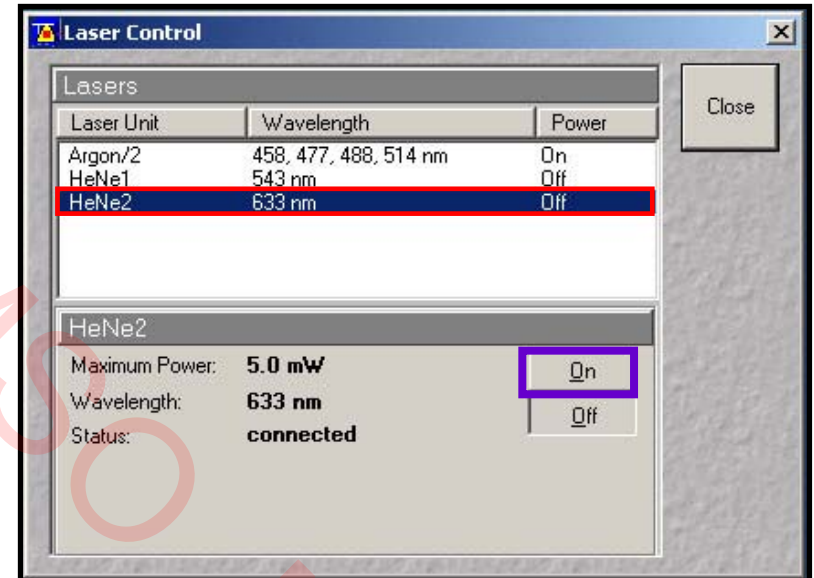 Laser Control
Lasers
Laser Unit Wavelength Power
Argon/2 458, 477, 488, 514 nm On
HeNe1 543 nm Off
HeNe2 633 nm Off
Close
HeNe2
Maximum Power: 5.0 mW
On
Wavelength: 633 nm
Off
Status: connected